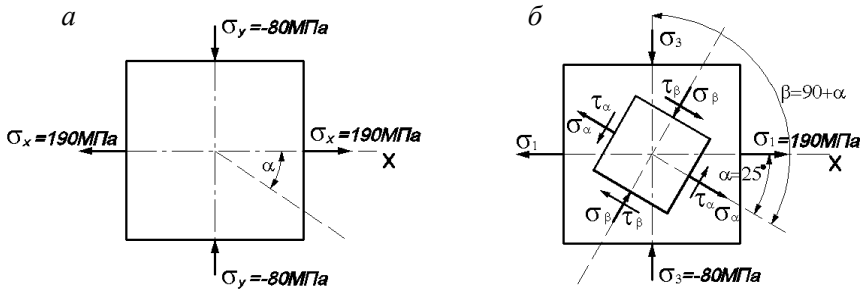 а
σy=-80МПа
σx=190МПа
σx=190МПа
α
X
σy=-80МПа
б
σ3
β=90+α
τβ
σβ
τα
σα
σ1
σ1=190МПа
α=25°
X
τα
σα
σβ
τβ
σ3=-80МПа